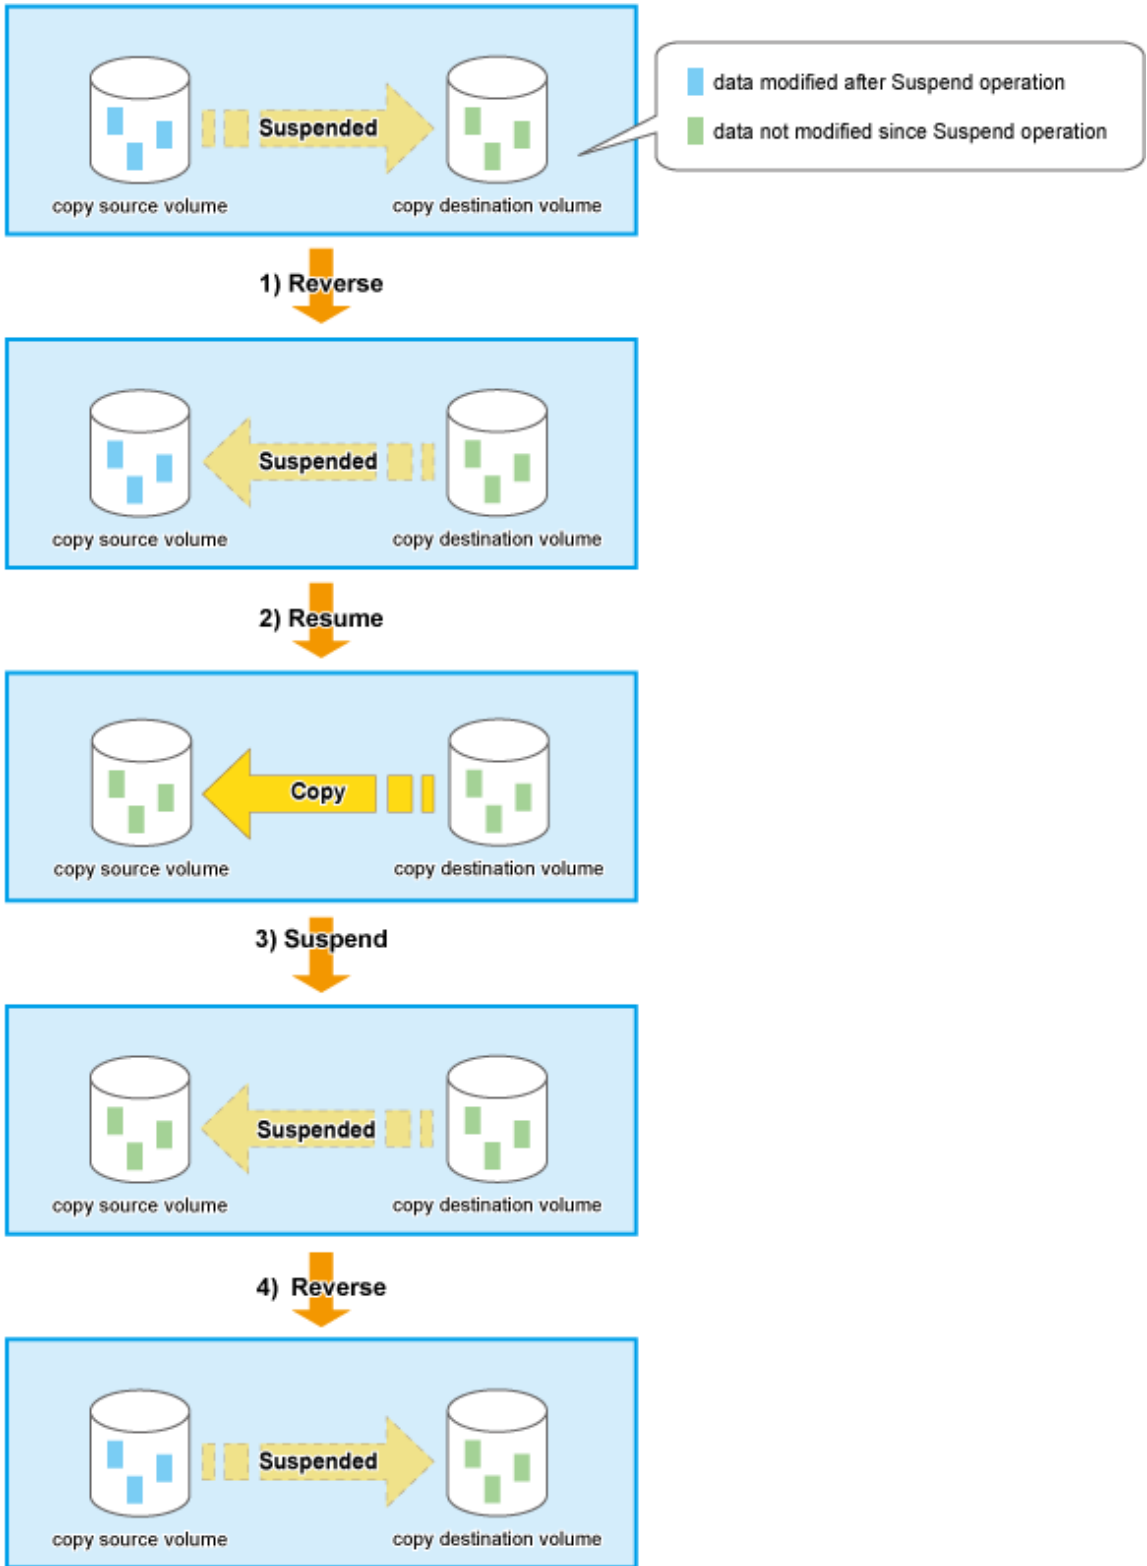 data modified after Suspend operation
data not modified since Suspend operation
Suspended
copy source volume
copy destination volume
1) Reverse
Suspended
copy source volume
copy destination volume
2) Resume
Copy
copy source volume
copy destination volume
3) Suspend
Suspended
copy source volume
copy destination volume
4) Reverse
Suspended
copy source volume
copy destination volume